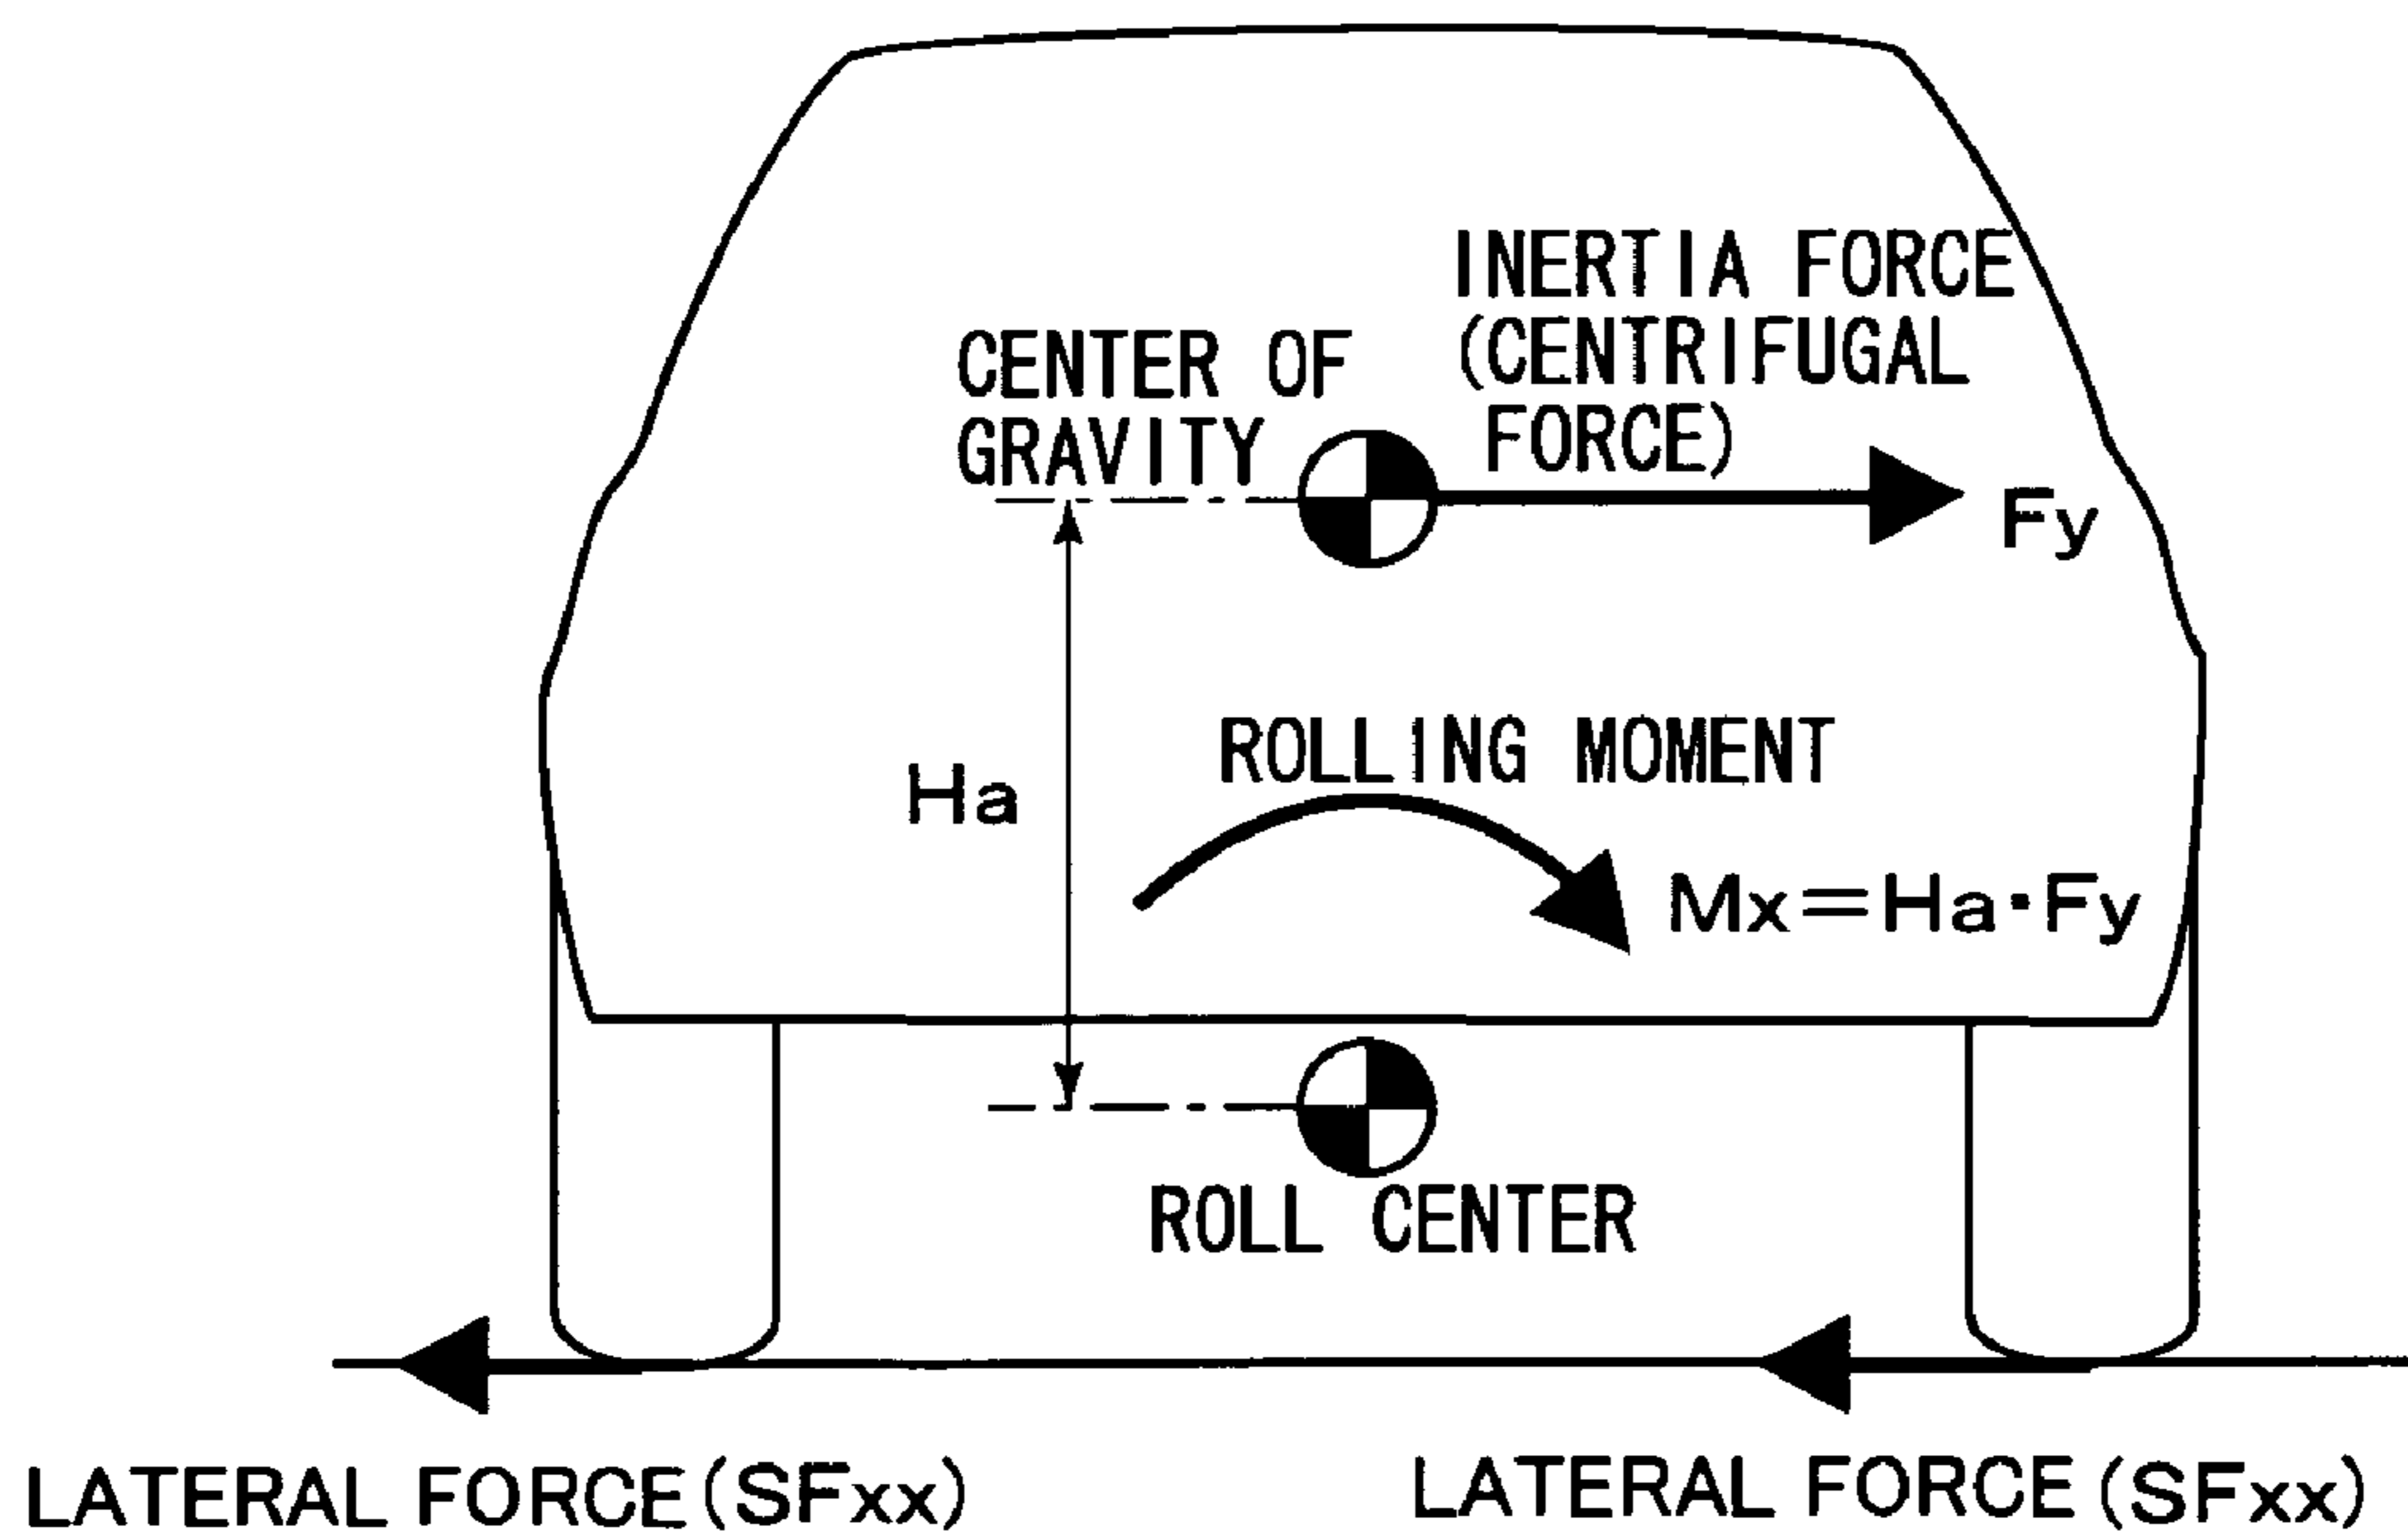 INERTIA FORCE
(CENTRIFUGAL
FORCE)
CENTER OF
GRAVITY
Fy
ROLLING MOMENT
Ha
Mx=Ha·Fy
ROLL CENTER
LATERAL FORCE(SFxx)
LATERAL FORCE(SFxx)